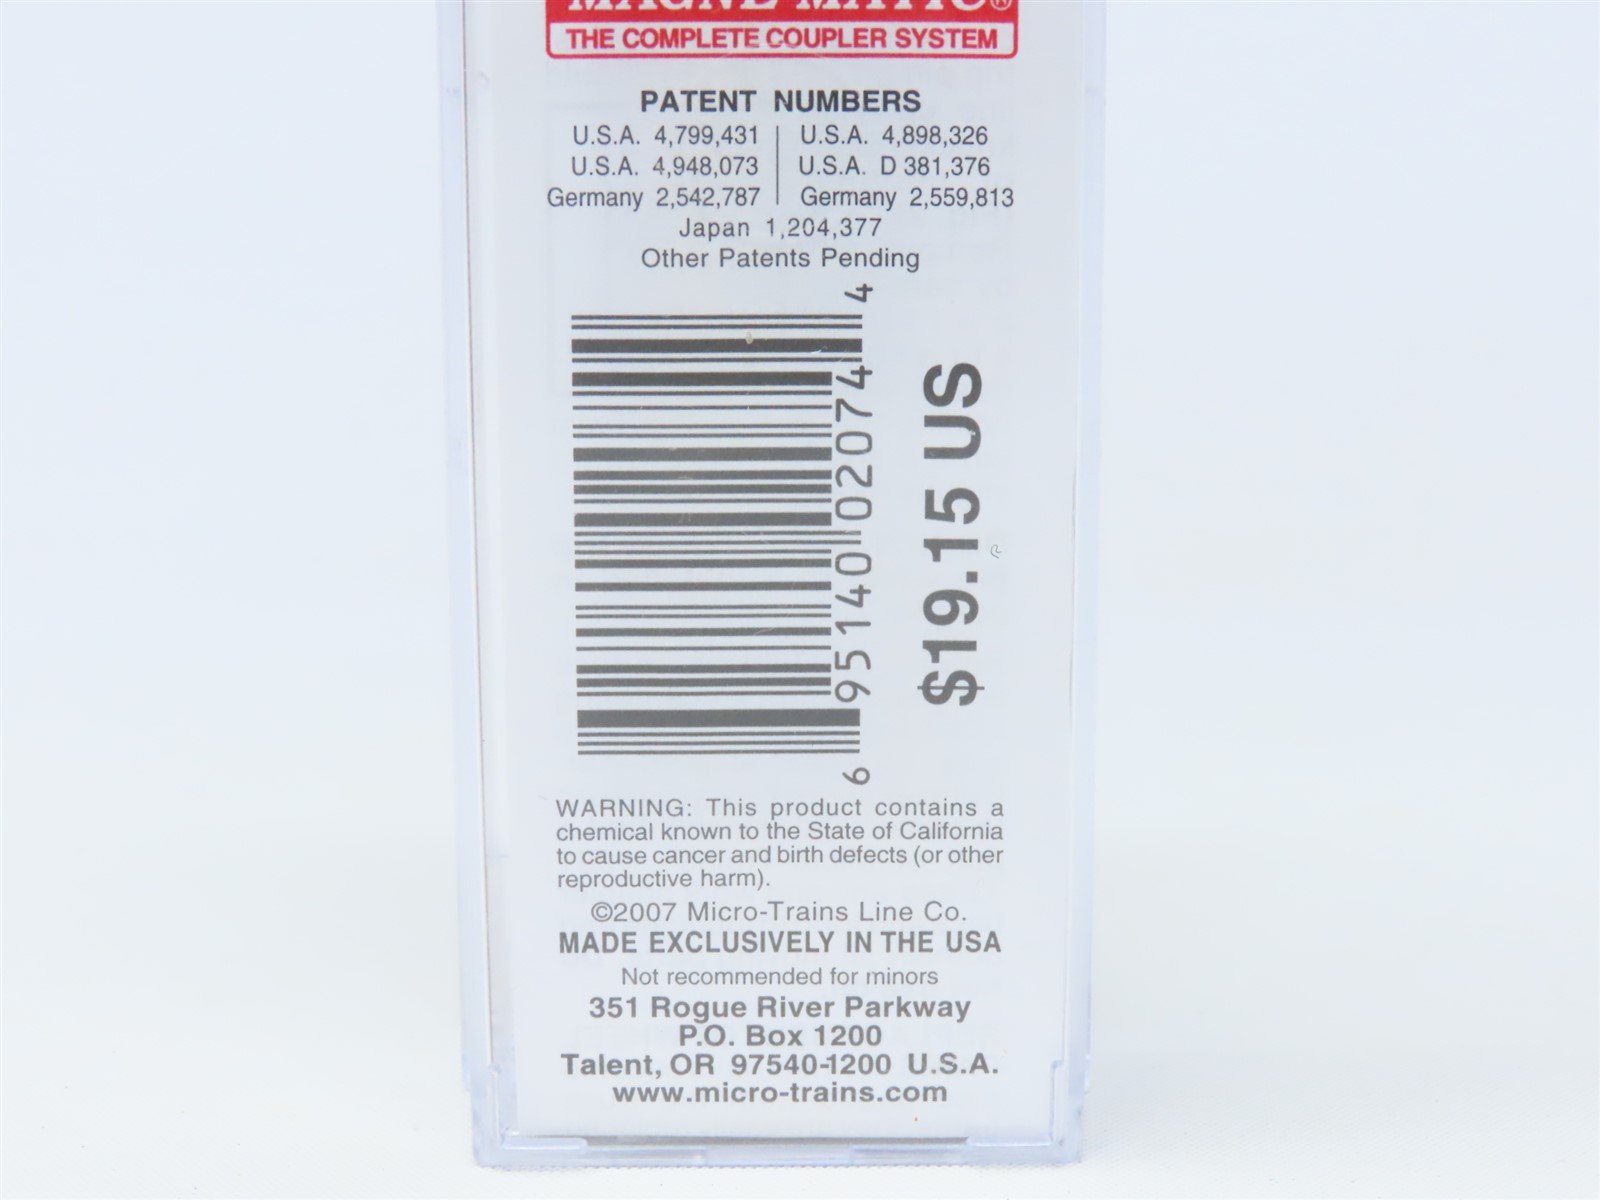 MAGNE-MATIC®
THE COMPLETE COUPLER SYSTEM
PATENT NUMBERS
U.S.A. 4,799,431 | U.S.A. 4,898,326
U.S.A. 4,948,073 | U.S.A. D 381,376
Germany 2,542,787 | Germany 2,559,813
Japan 1,204,377
Other Patents Pending
6 95140 02074 4
$19.15 US
WARNING: This product contains a
chemical known to the State of California
to cause cancer and birth defects (or other
reproductive harm).
©2007 Micro-Trains Line Co.
MADE EXCLUSIVELY IN THE USA
Not recommended for minors
351 Rogue River Parkway
P.O. Box 1200
Talent, OR 97540-1200 U.S.A.
www.micro-trains.com